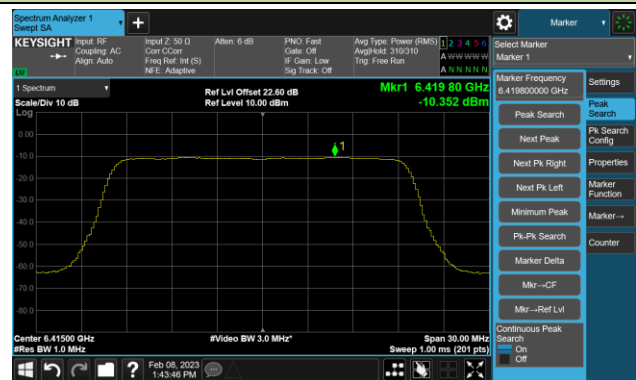 Spectrum Analyzer 1
Swept SA
+
Marker
KEYSIGHT
Input: RF
Coupling: AC
Align: Auto
Input Z: 50 Ω
Corr CCorr
Freq Ref: Int (S)
NFE: Adaptive
Atten: 6 dB
PNO: Fast
Gate: Off
IF Gain: Low
Sig Track: Off
Avg Type: Power (RMS)
Avg|Hold: 310/310
Trig: Free Run
1 2 3 4 5 6
A W W W W W
A N N N N N
Select Marker
Marker 1
LXI
1 Spectrum
Scale/Div 10 dB
Log
Ref Lvl Offset 22.60 dB
Ref Level 10.00 dBm
Mkr1 6.419 80 GHz
-10.352 dBm
0.00
-10.0
-20.0
-30.0
-40.0
-50.0
-60.0
-70.0
-80.0
1
Center 6.41500 GHz
#Res BW 1.0 MHz
#Video BW 3.0 MHz*
Span 30.00 MHz
Sweep 1.00 ms (201 pts)
Marker Frequency
6.419800000 GHz
Peak Search
Next Peak
Next Pk Right
Next Pk Left
Minimum Peak
Pk-Pk Search
Marker Delta
Mkr→CF
Mkr→Ref Lvl
Continuous Peak
Search
On
Off
Settings
Peak
Search
Pk Search
Config
Properties
Marker
Function
Marker→
Counter
?
Feb 08, 2023
1:43:46 PM